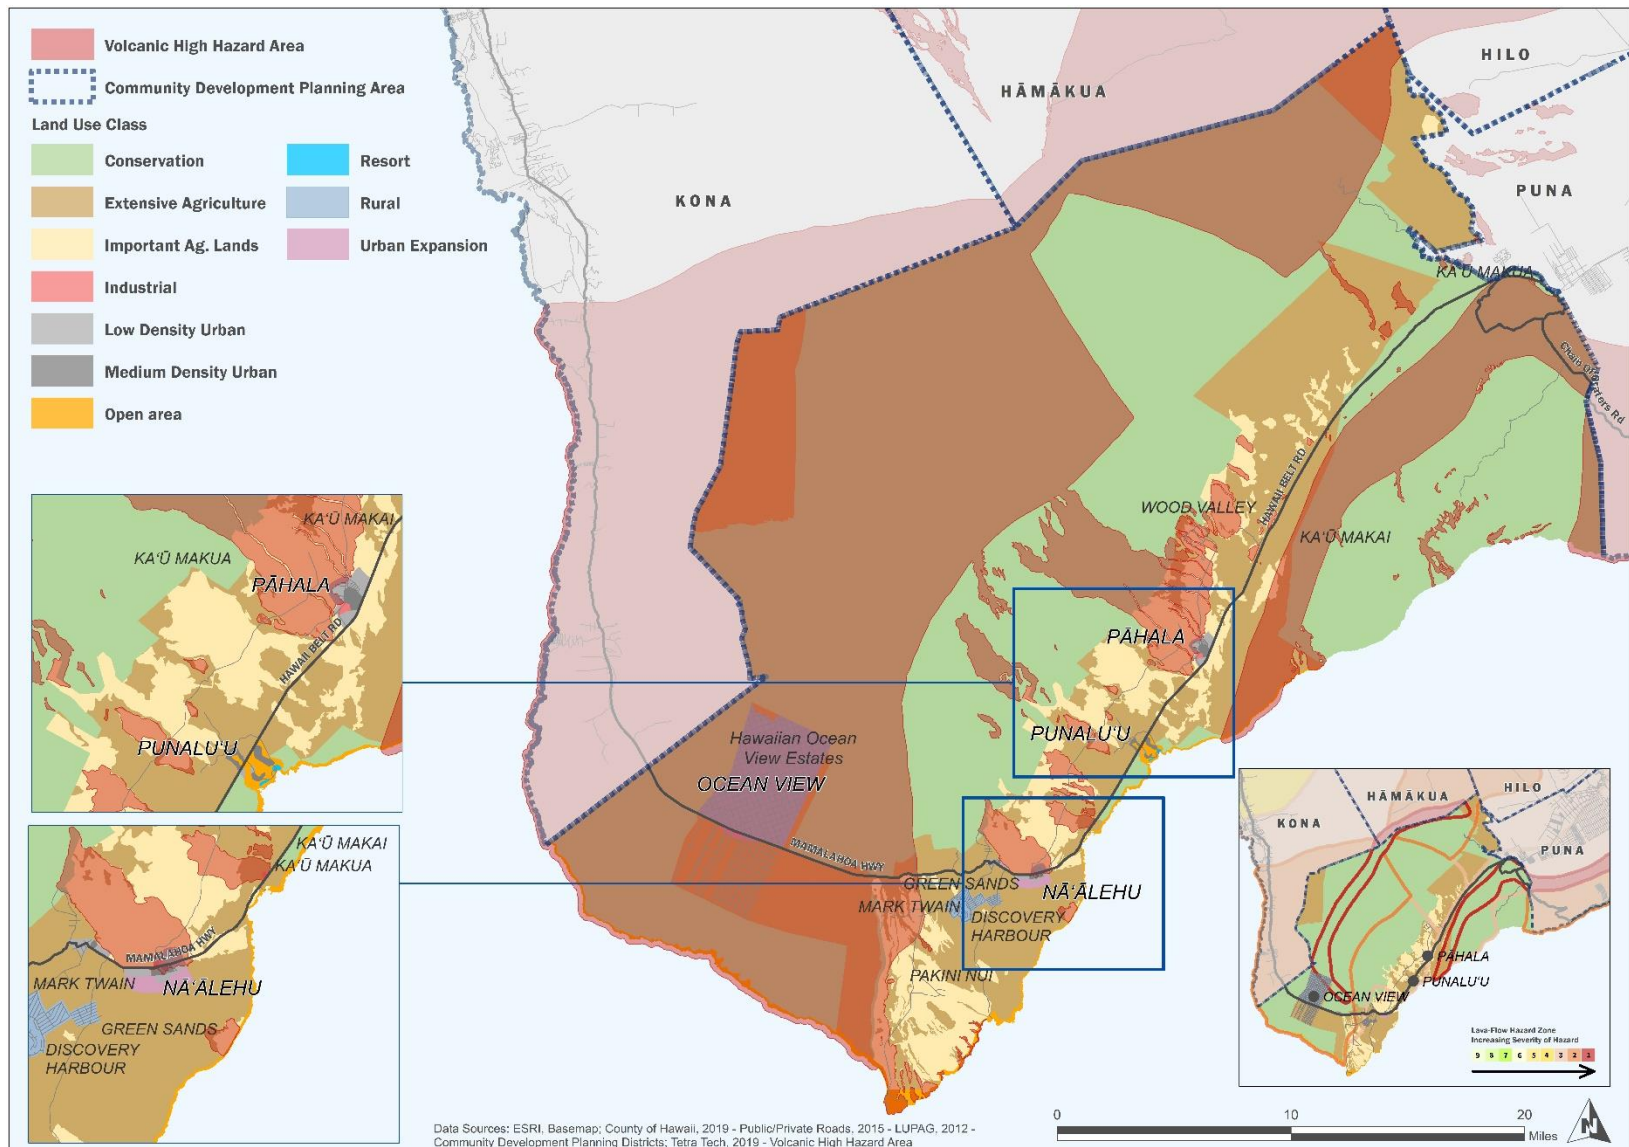 Volcanic High Hazard Area
Community Development Planning Area
Land Use Class
Conservation
Resort
Extensive Agriculture
Rural
Important Ag. Lands
Urban Expansion
Industrial
Low Density Urban
Medium Density Urban
Open area
HILO
HĀMĀKUA
PUNA
KONA
KA'Ū MAKUA
Chain Of Craters Rd
HAWAII BELT RD
WOOD VALLEY
KA'Ū MAKAI
PĀHALA
PUNALU'U
Hawaiian Ocean
View Estates
OCEAN VIEW
MAMALAHOA HWY
GREEN SANDS
MARK TWAIN
NĀ'ĀLEHU
DISCOVERY
HARBOUR
PAKINI NUI
KA'Ū MAKAI
KA'Ū MAKUA
PĀHALA
HAWAII BELT RD
PUNALU'U
KA'Ū MAKAI
KA'Ū MAKUA
MAMALAHOA HWY
MARK TWAIN
NĀ'ĀLEHU
GREEN SANDS
DISCOVERY
HARBOUR
HĀMĀKUA
HILO
KONA
PUNA
PĀHALA
PUNALU'U
OCEAN VIEW
Lava-Flow Hazard Zone
Increasing Severity of Hazard
9 8 7 6 5 4 3 2 1
0 10 20
Miles
N
Data Sources: ESRI, Basemap; County of Hawaii, 2019 - Public/Private Roads, 2015 - LUPAG, 2012 -
Community Development Planning Districts; Tetra Tech, 2019 - Volcanic High Hazard Area